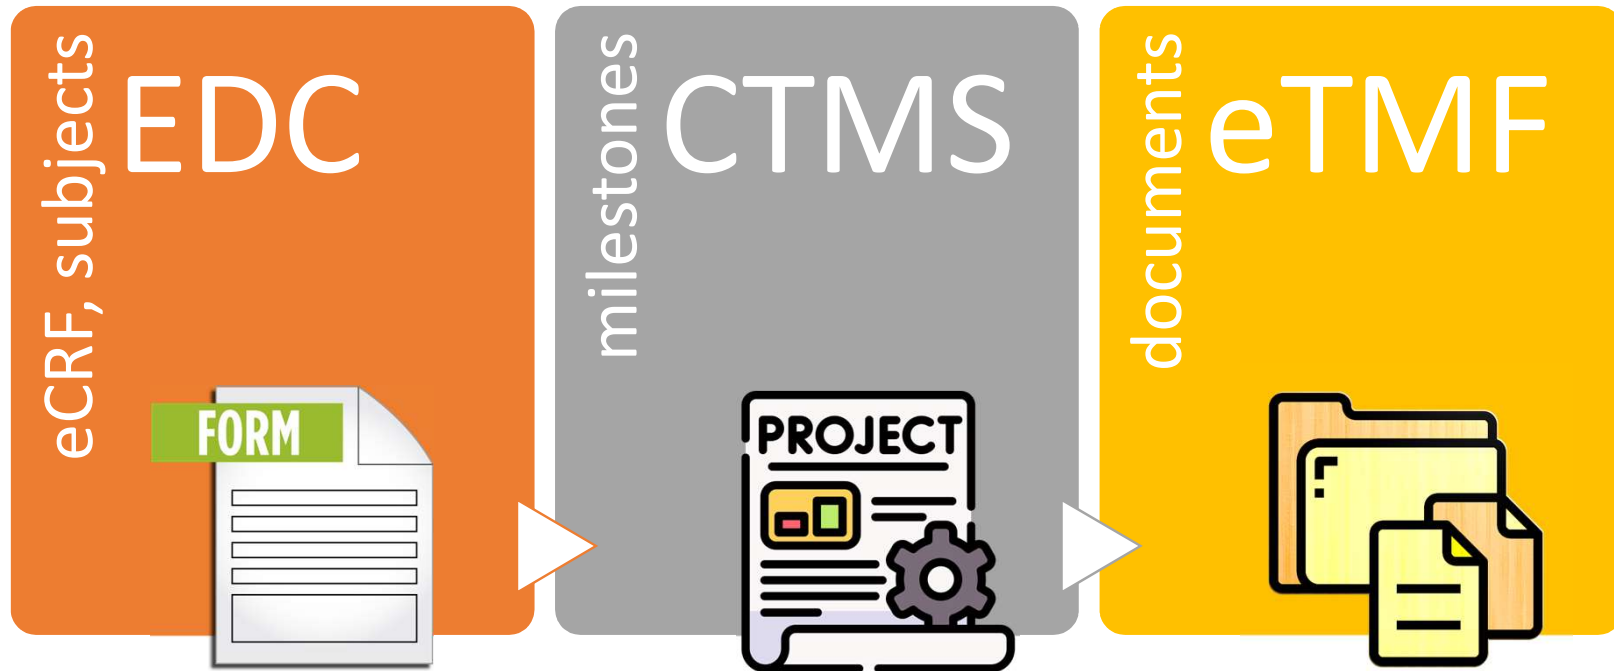 eCRF, subjects
EDC
FORM
milestones
CTMS
PROJECT
documents
eTMF